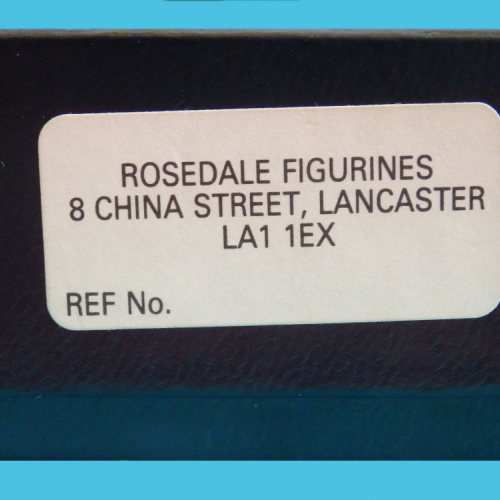 ROSEDALE FIGURINES
8 CHINA STREET, LANCASTER
LA1 1EX
REF No.